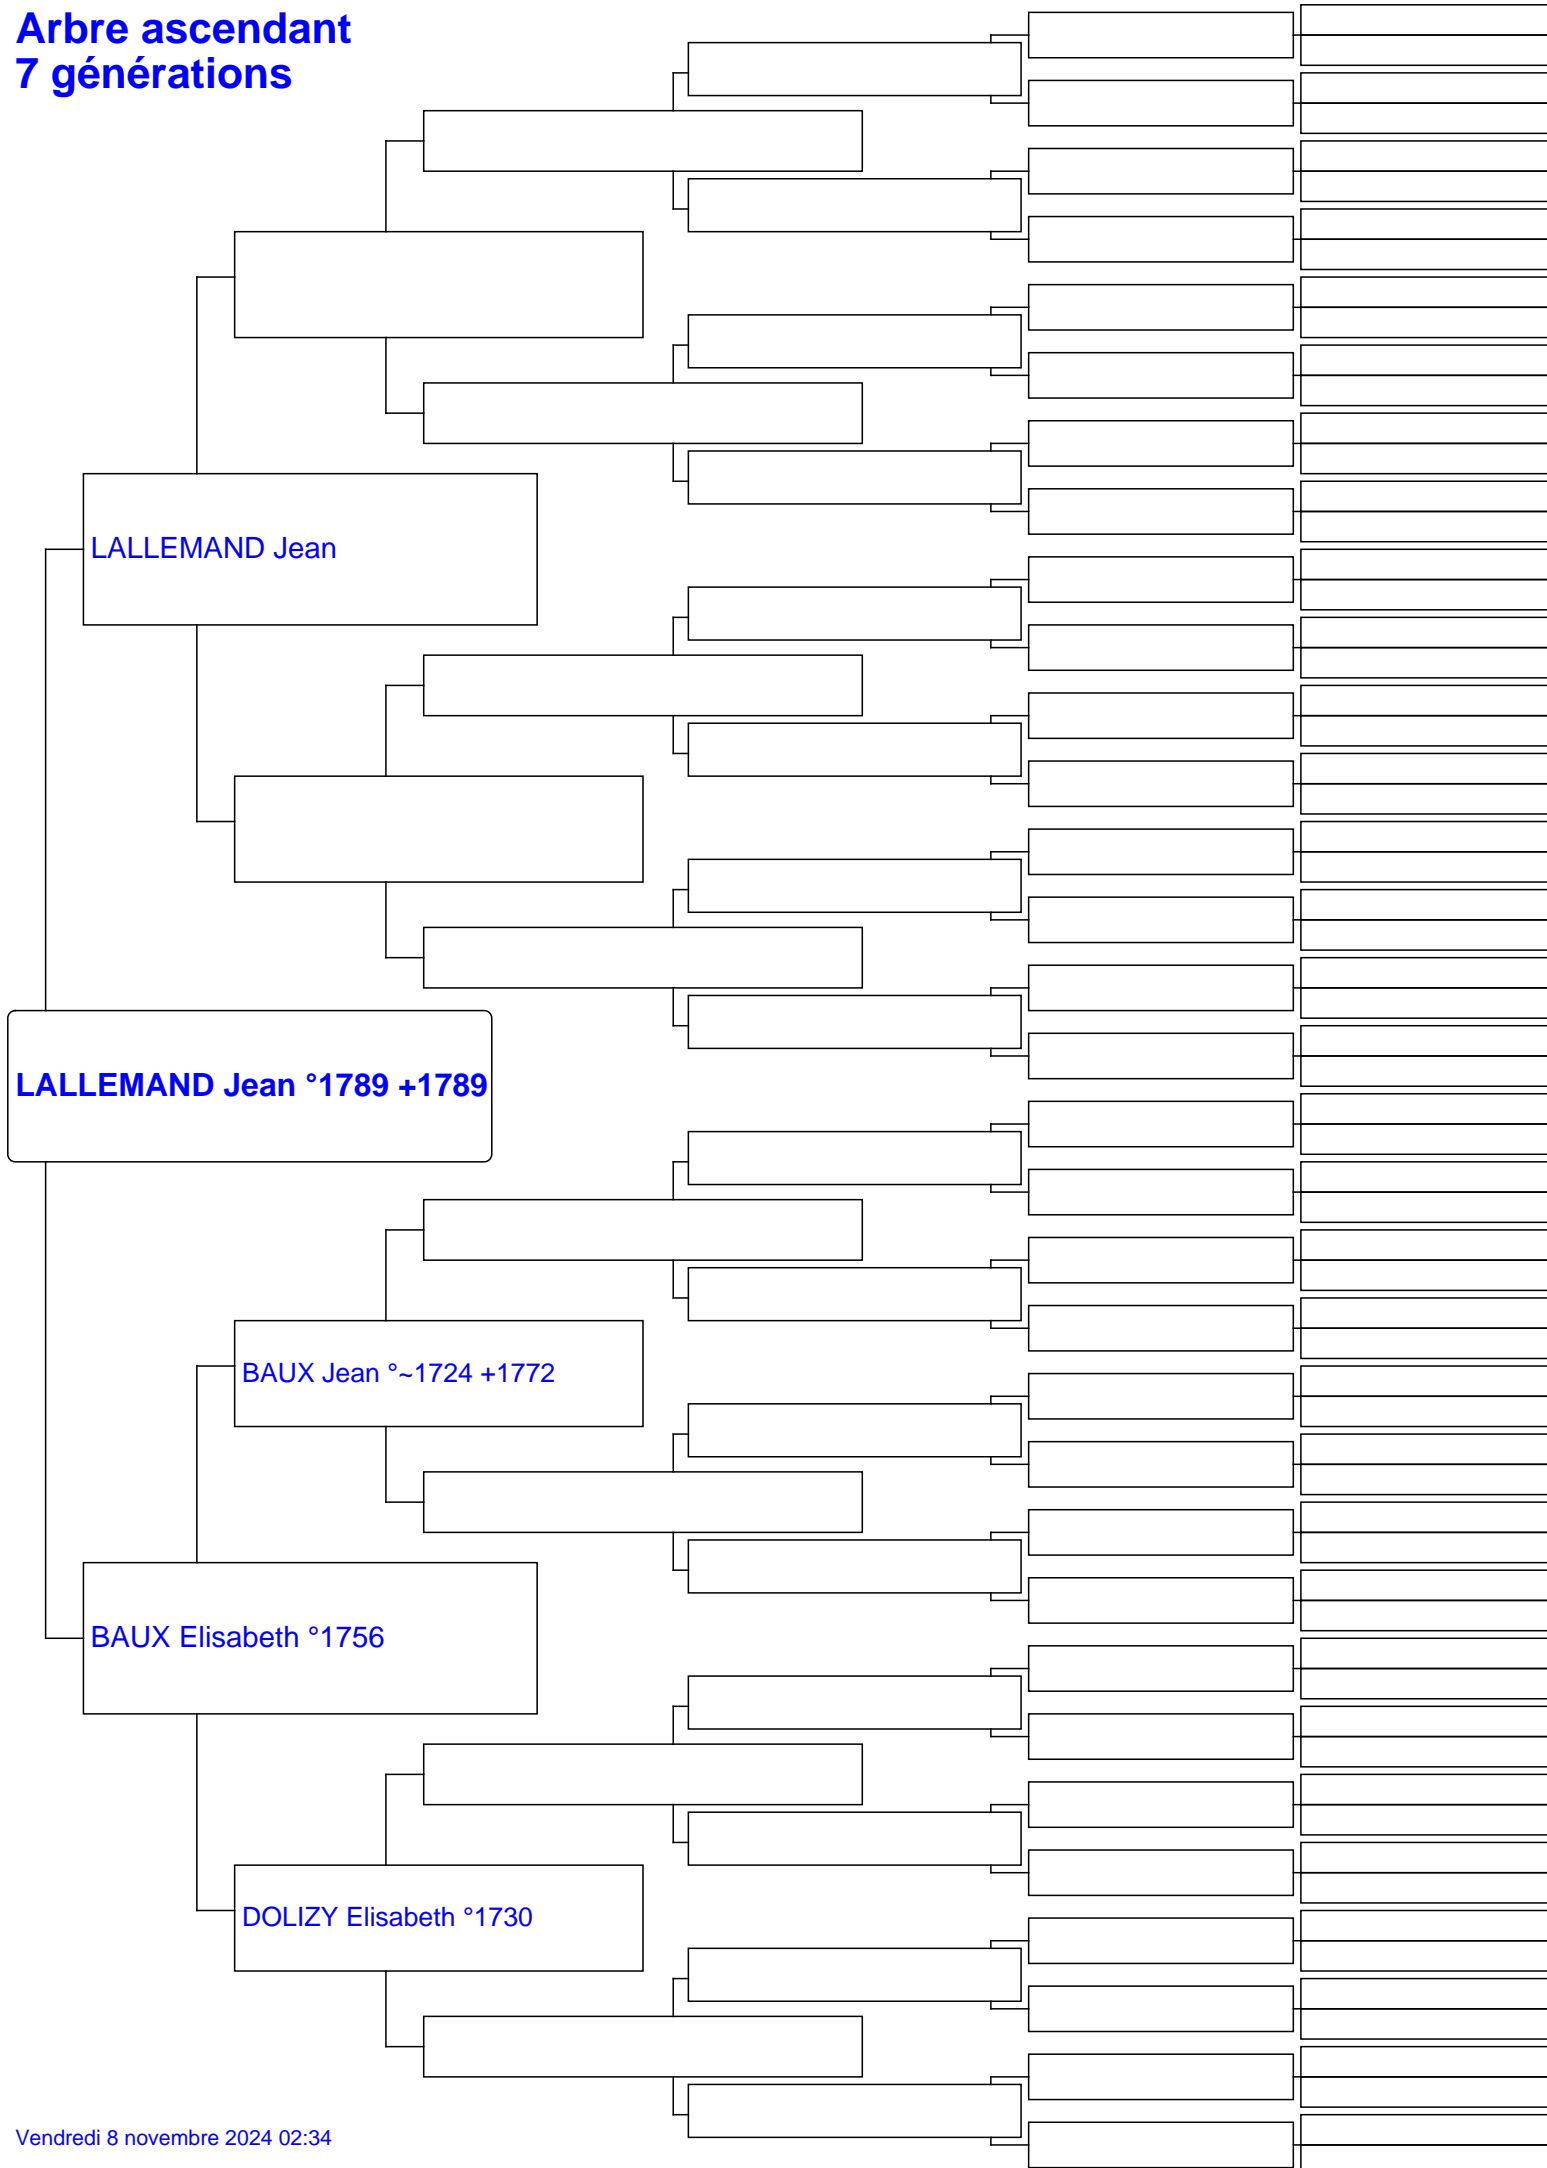 Arbre ascendant
7 générations
LALLEMAND Jean
LALLEMAND Jean °1789 +1789
BAUX Jean °~1724 +1772
BAUX Elisabeth °1756
DOLIZY Elisabeth °1730
Vendredi 8 novembre 2024 02:34